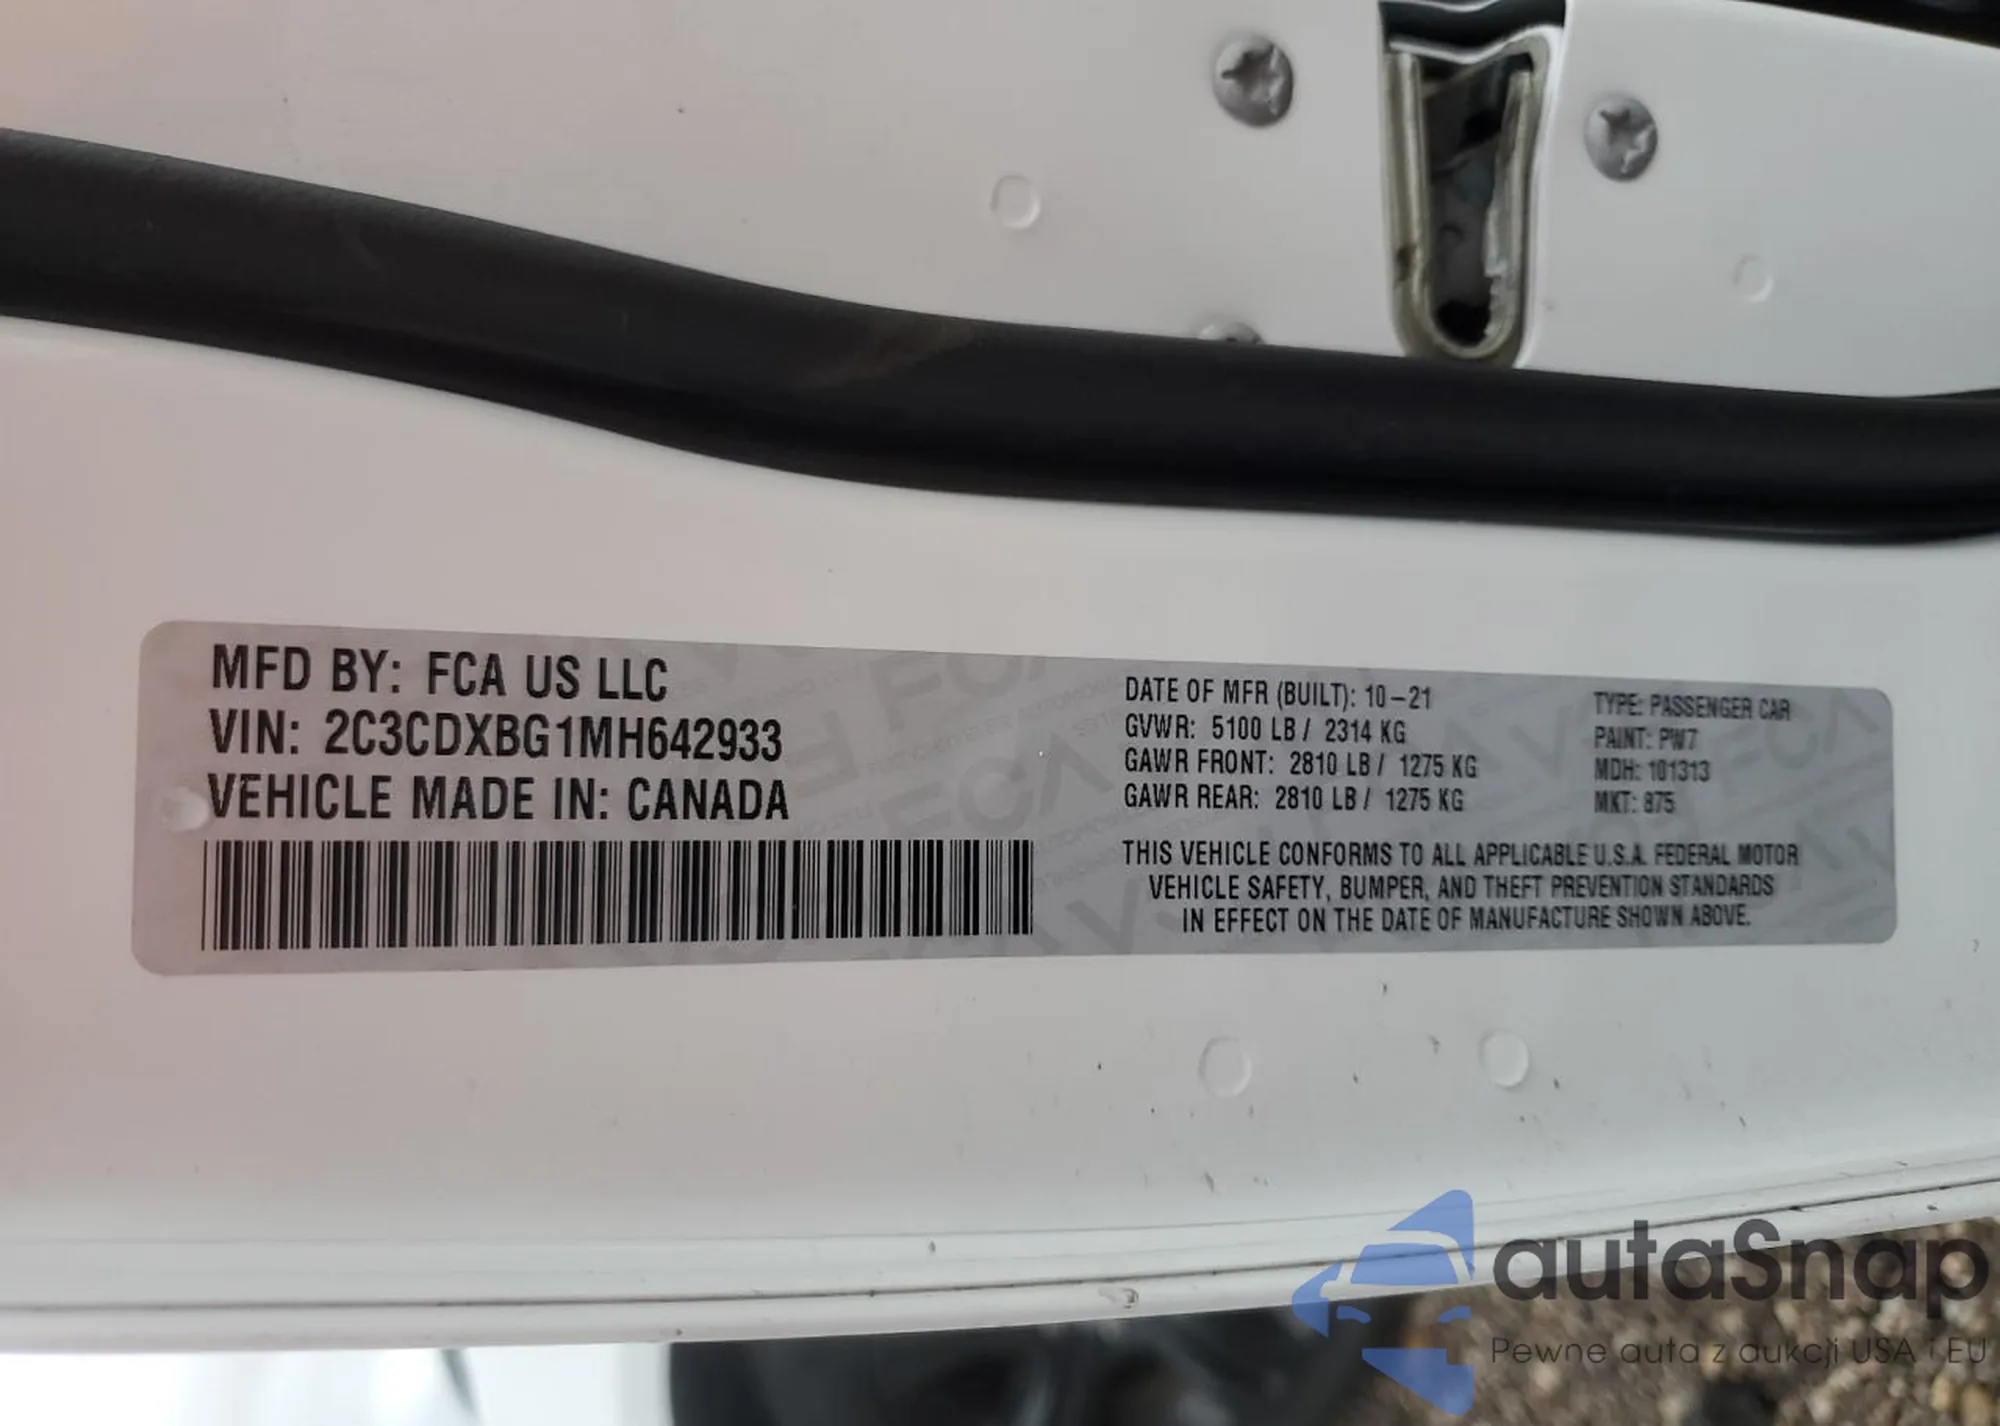 MFD BY: FCA US LLC
VIN: 2C3CDXBG1MH642933
VEHICLE MADE IN: CANADA
DATE OF MFR (BUILT): 10-21
GVWR: 5100 LB / 2314 KG
GAWR FRONT: 2810 LB / 1275 KG
GAWR REAR: 2810 LB / 1275 KG
TYPE: PASSENGER CAR
PAINT: PW7
MDH: 101313
MKT: 875
THIS VEHICLE CONFORMS TO ALL APPLICABLE U.S.A. FEDERAL MOTOR
VEHICLE SAFETY, BUMPER, AND THEFT PREVENTION STANDARDS
IN EFFECT ON THE DATE OF MANUFACTURE SHOWN ABOVE.
autaSnap
Pewne auta z aukcji USA i EU